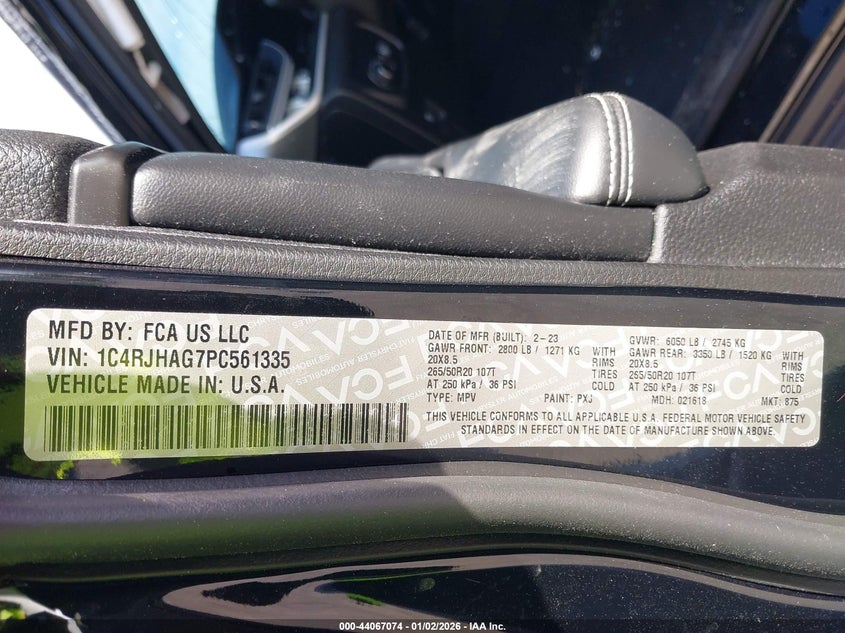 MFD BY: FCA US LLC
VIN: 1C4RJHAG7PC561335
VEHICLE MADE IN: U.S.A.
DATE OF MFR (BUILT): 2-23 GVWR: 6050 LB / 2745 KG
GAWR FRONT: 2800 LB / 1271 KG WITH GAWR REAR: 3350 LB / 1520 KG WITH
20X8.5 RIMS 20X8.5 RIMS
265/50R20 107T TIRES 265/50R20 107T TIRES
AT 250 kPa / 36 PSI COLD AT 250 kPa / 36 PSI COLD
TYPE: MPV PAINT: PXJ MDH: 021618 MKT: 875
THIS VEHICLE CONFORMS TO ALL APPLICABLE U.S.A. FEDERAL MOTOR VEHICLE SAFETY
STANDARDS IN EFFECT ON THE DATE OF MANUFACTURE SHOWN ABOVE.
000-44067074 - 01/02/2026 - IAA Inc.